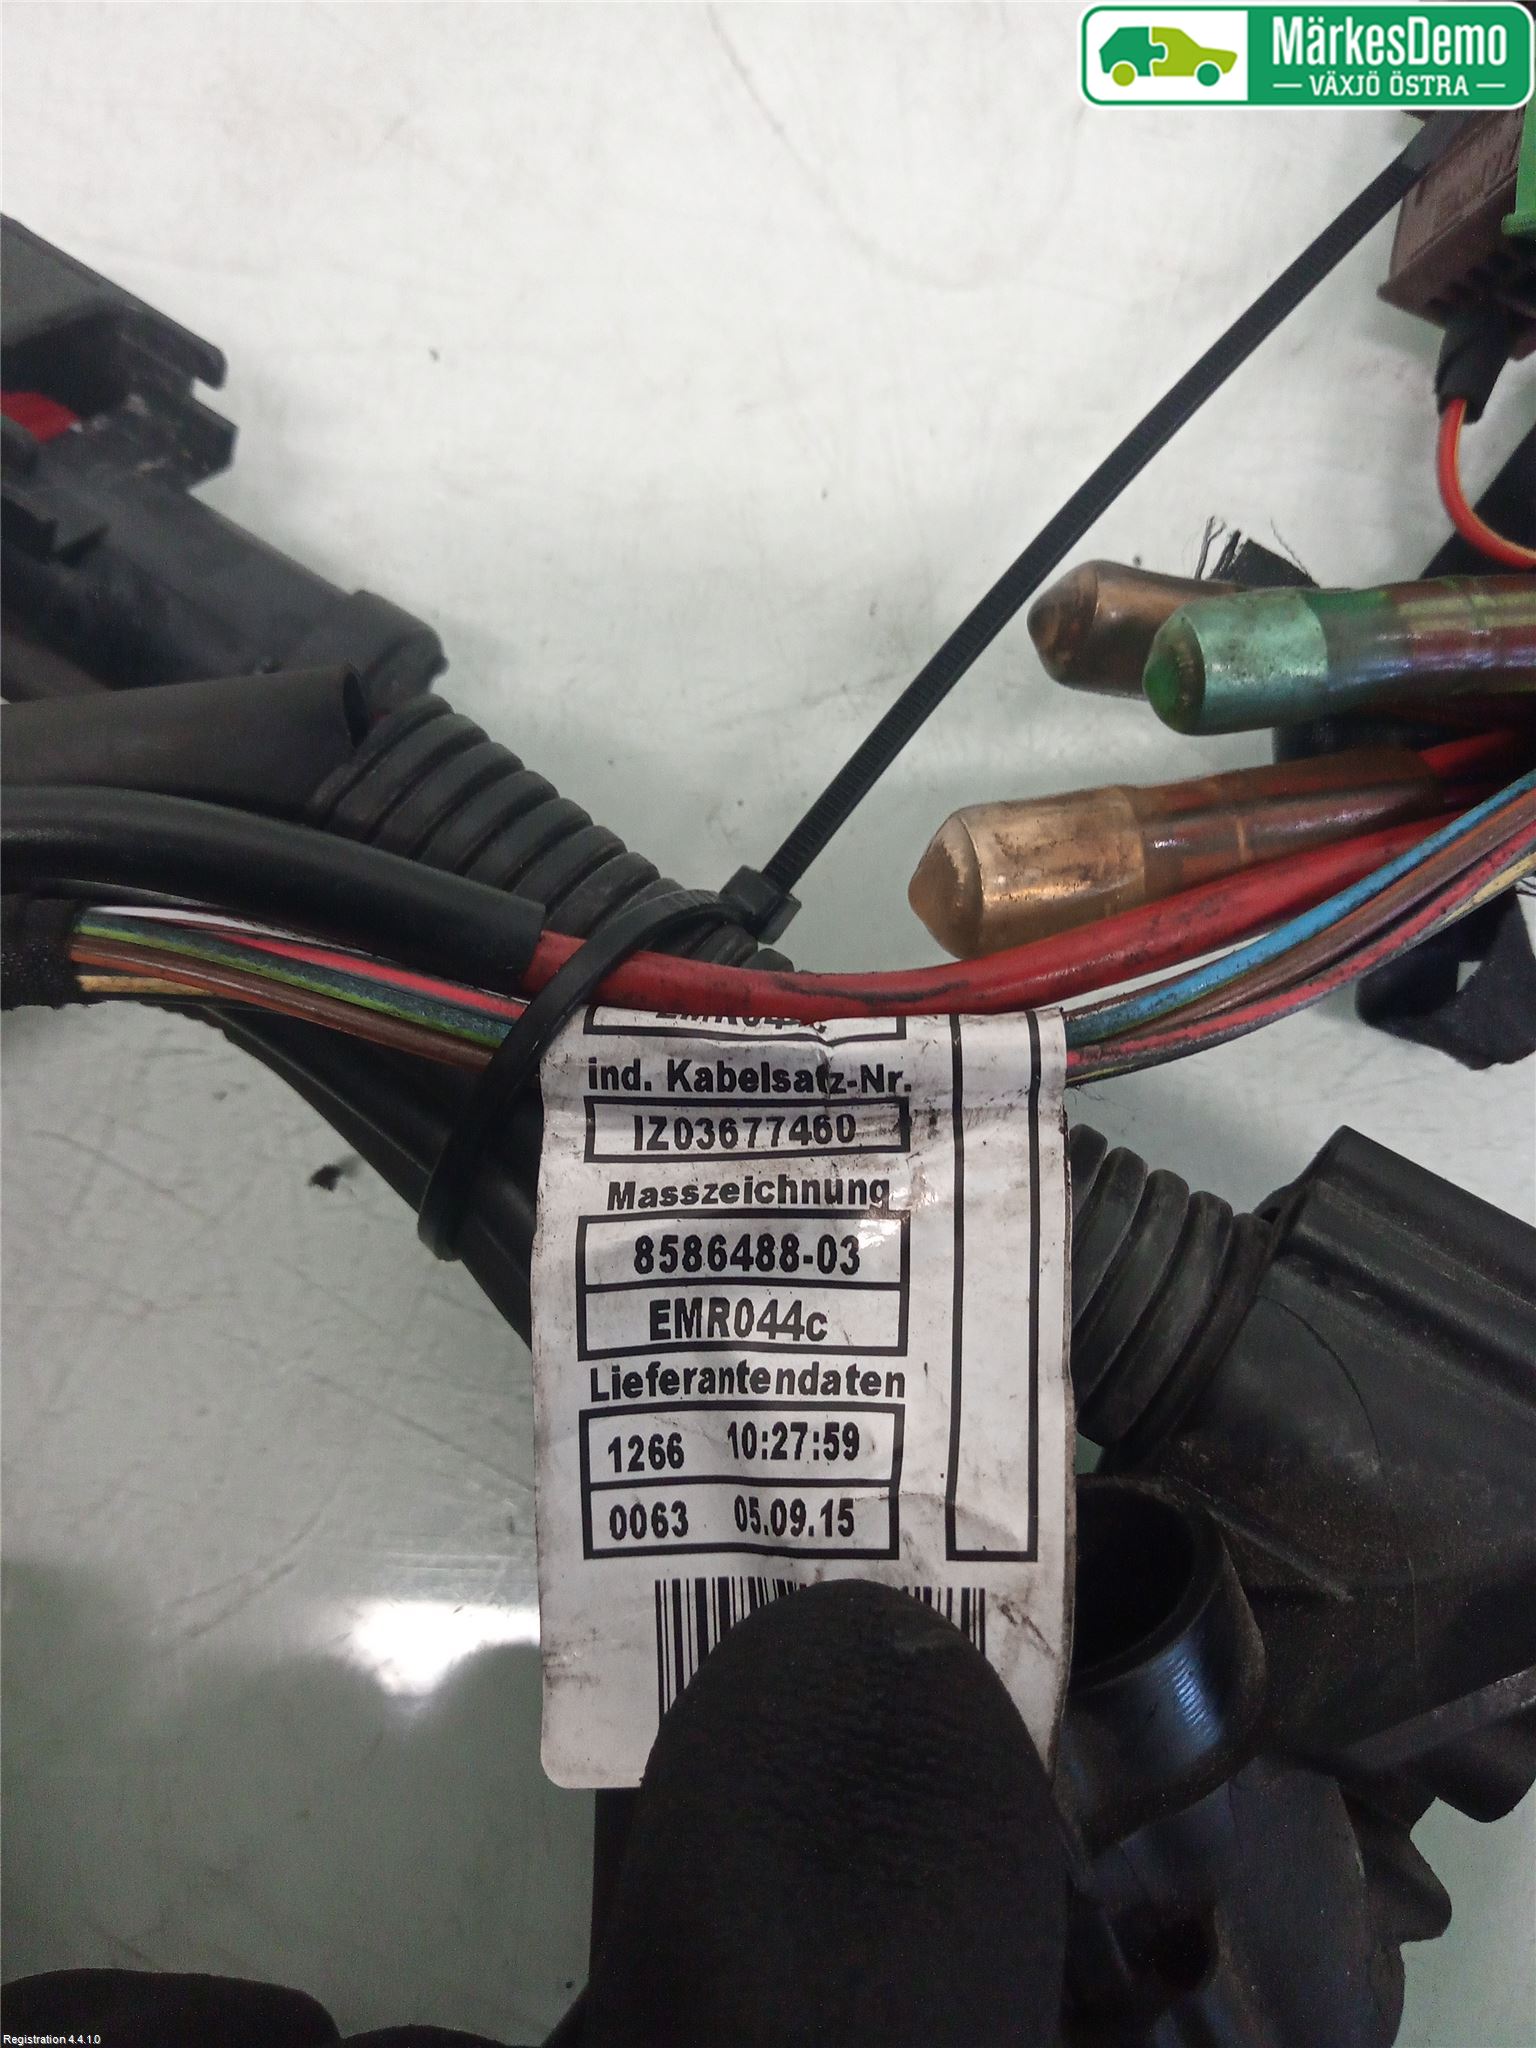 MärkesDemo
VÄXJÖ ÖSTRA
ind. Kabelsatz-Nr.
IZ03677460
Masszeichnung
8586488-03
EMR044c
Lieferantendaten
1266 10:27:59
0063 05.09.15
Registration 4.4.1.0